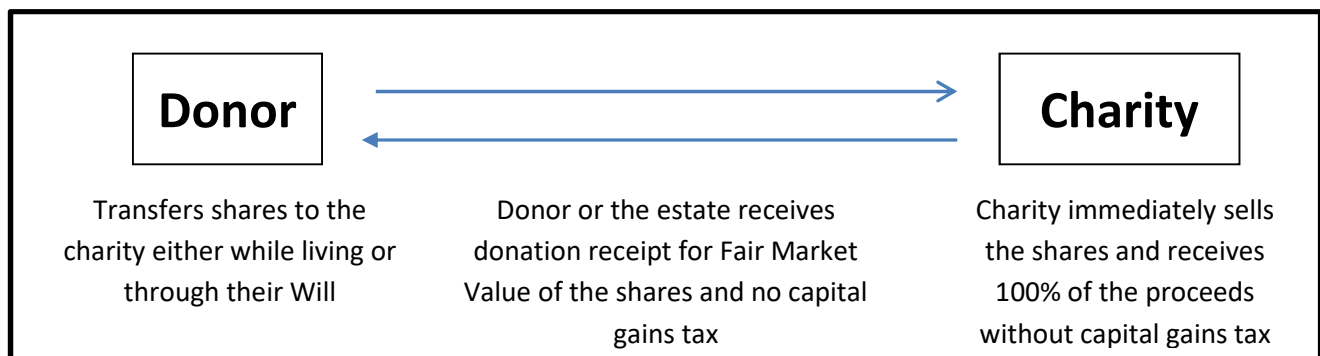 Donor
Charity
Transfers shares to the
charity either while living or
through their Will
Donor or the estate receives
donation receipt for Fair Market
Value of the shares and no capital
gains tax
Charity immediately sells
the shares and receives
100% of the proceeds
without capital gains tax